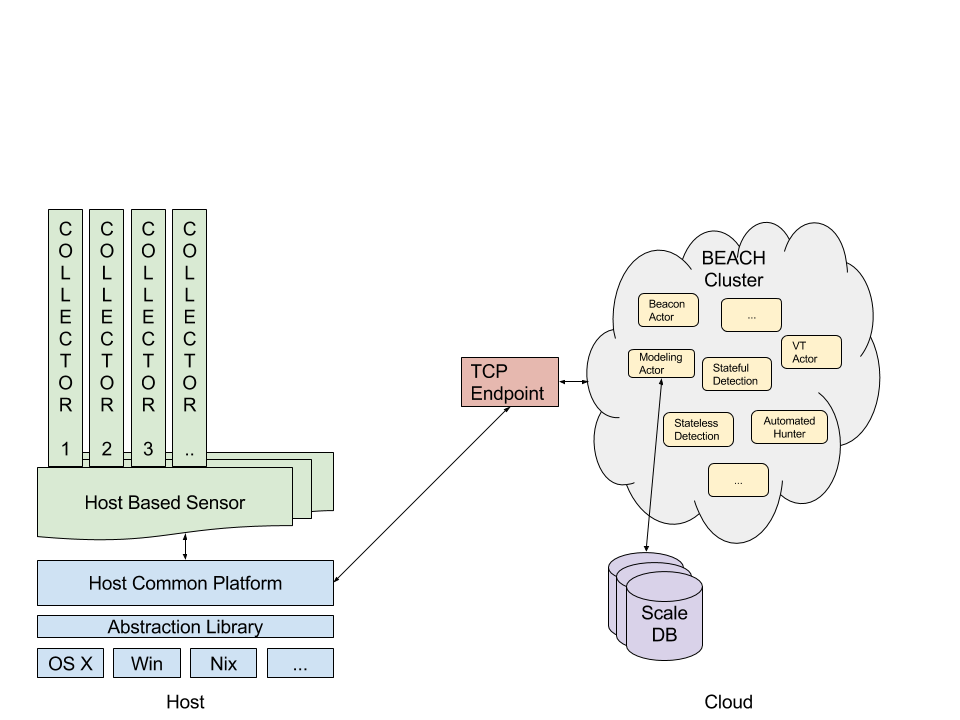 COLLECTOR 1
COLLECTOR 2
COLLECTOR 3
COLLECTOR ..
Host Based Sensor
Host Common Platform
Abstraction Library
OS X
Win
Nix
...
Host
TCP
Endpoint
BEACH
Cluster
Beacon
Actor
...
VT
Actor
Modeling
Actor
Stateful
Detection
Stateless
Detection
Automated
Hunter
...
Scale
DB
Cloud